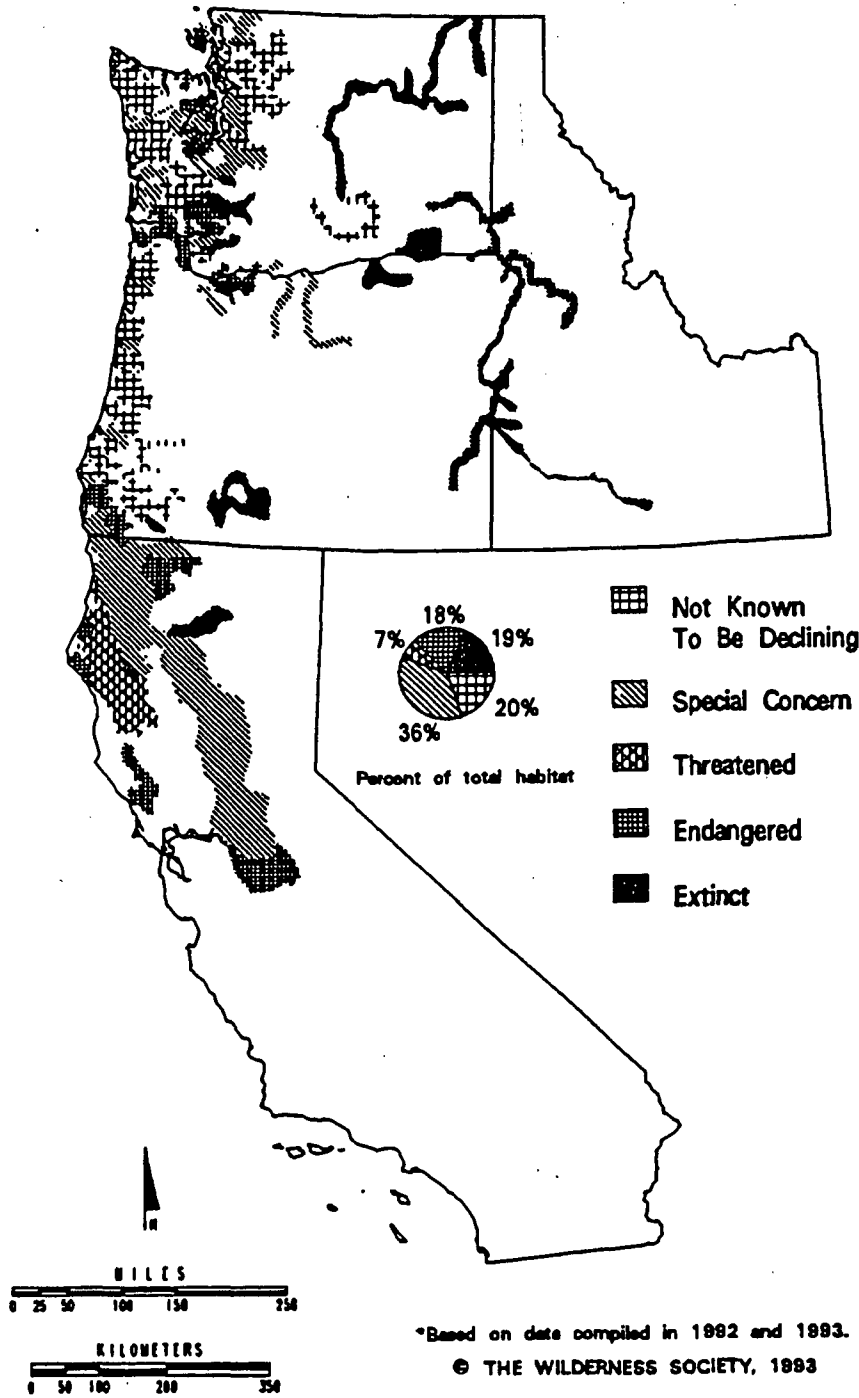 18%
7%
19%
20%
36%
Percent of total habitat
Not Known
To Be Declining
Special Concern
Threatened
Endangered
Extinct
N
MILES
0 25 50 100 150 250
KILOMETERS
0 50 100 200 350
*Based on data compiled in 1992 and 1993.
© THE WILDERNESS SOCIETY, 1993